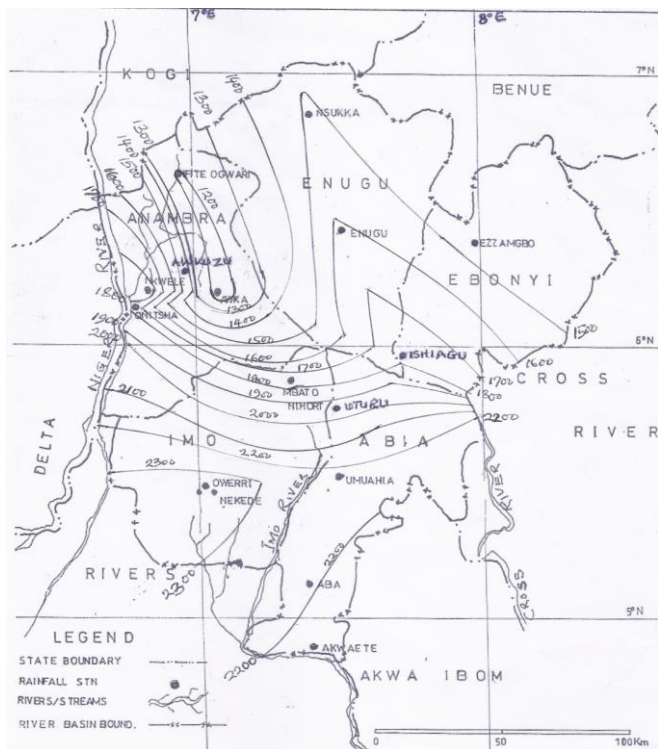 7°E
8°E
KOGI
1400
1300
7°N
BENUE
NSUKKA
1300
1400
1500
1600
IFITE OGWARI
ENUGU
1200
ANAMBRA
RIVER
ENUGU
EZZAMGBO
AWKUZU
EBONYI
NKWELE
AWKA
1800
1300
ONITSHA
1400
1500
1900
1500
6°N
2000
1600
ISHIAGU
1600
NIGER
1700
CROSS
1800
1700
MBATO
1800
2100
1900
NIHORI
UTURU
2000
2200
RIVER
DELTA
IMO
ABIA
2200
2300
OWERRI
UMUAHIA
NEKEDE
IMO RIVER
RIVER
2200
RIVERS
2300
ABA
CROSS
5°N
LEGEND
AKWAETE
STATE BOUNDARY
2200
AKWA IBOM
RAINFALL STN
RIVERS/STREAMS
RIVER BASIN BOUND.
0 50 100Km